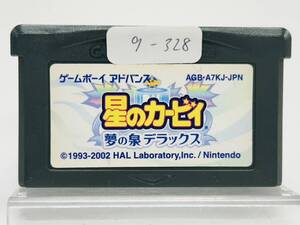 9-328
ゲームボーイ アドバンス
AGB-A7KJ-JPN
星のカービィ
夢の泉デラックス
©1993-2002 HAL Laboratory,Inc. / Nintendo